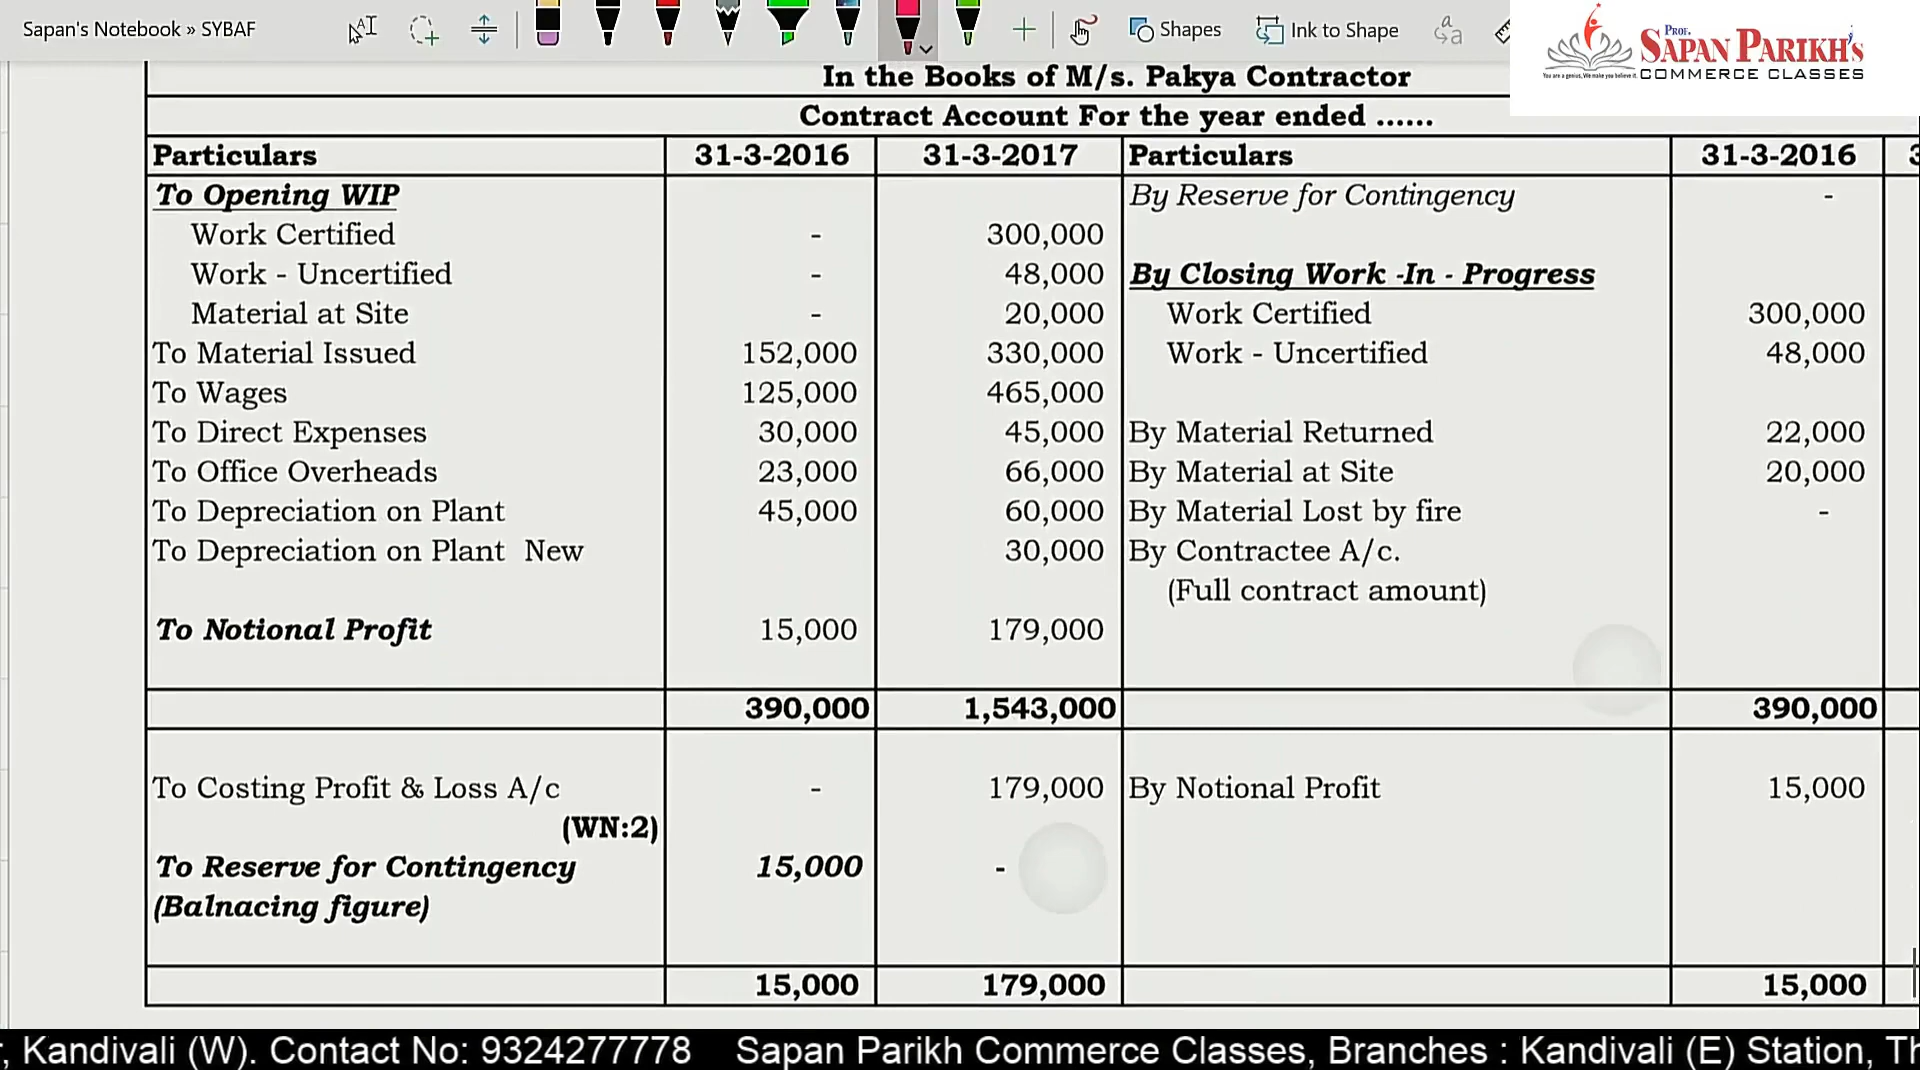 Sapan's Notebook » SYBAF
Shapes
Ink to Shape
PROF. SAPAN PARIKH'S
You are a genius, We make you believe it.
COMMERCE CLASSES
In the Books of M/s. Pakya Contractor
Contract Account For the year ended ......
Particulars 31-3-2016 31-3-2017 Particulars 31-3-2016
To Opening WIP By Reserve for Contingency -
Work Certified - 300,000
Work - Uncertified - 48,000 By Closing Work -In - Progress
Material at Site - 20,000 Work Certified 300,000
To Material Issued 152,000 330,000 Work - Uncertified 48,000
To Wages 125,000 465,000
To Direct Expenses 30,000 45,000 By Material Returned 22,000
To Office Overheads 23,000 66,000 By Material at Site 20,000
To Depreciation on Plant 45,000 60,000 By Material Lost by fire -
To Depreciation on Plant New 30,000 By Contractee A/c.
(Full contract amount)
To Notional Profit 15,000 179,000
390,000 1,543,000 390,000
To Costing Profit & Loss A/c - 179,000 By Notional Profit 15,000
(WN:2)
To Reserve for Contingency 15,000 -
(Balnacing figure)
15,000 179,000 15,000
, Kandivali (W). Contact No: 9324277778 Sapan Parikh Commerce Classes, Branches : Kandivali (E) Station, Th